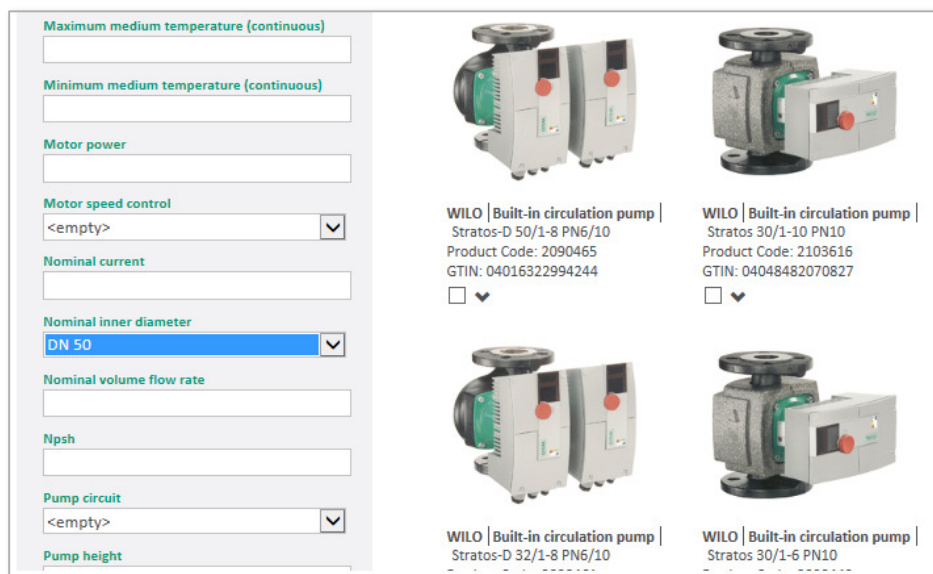 Maximum medium temperature (continuous)
Minimum medium temperature (continuous)
Motor power
Motor speed control
<empty>
Nominal current
Nominal inner diameter
DN 50
Nominal volume flow rate
Npsh
Pump circuit
<empty>
Pump height
WILO | Built-in circulation pump |
Stratos-D 50/1-8 PN6/10
Product Code: 2090465
GTIN: 04016322994244
WILO | Built-in circulation pump |
Stratos 30/1-10 PN10
Product Code: 2103616
GTIN: 04048482070827
WILO | Built-in circulation pump |
Stratos-D 32/1-8 PN6/10
WILO | Built-in circulation pump |
Stratos 30/1-6 PN10